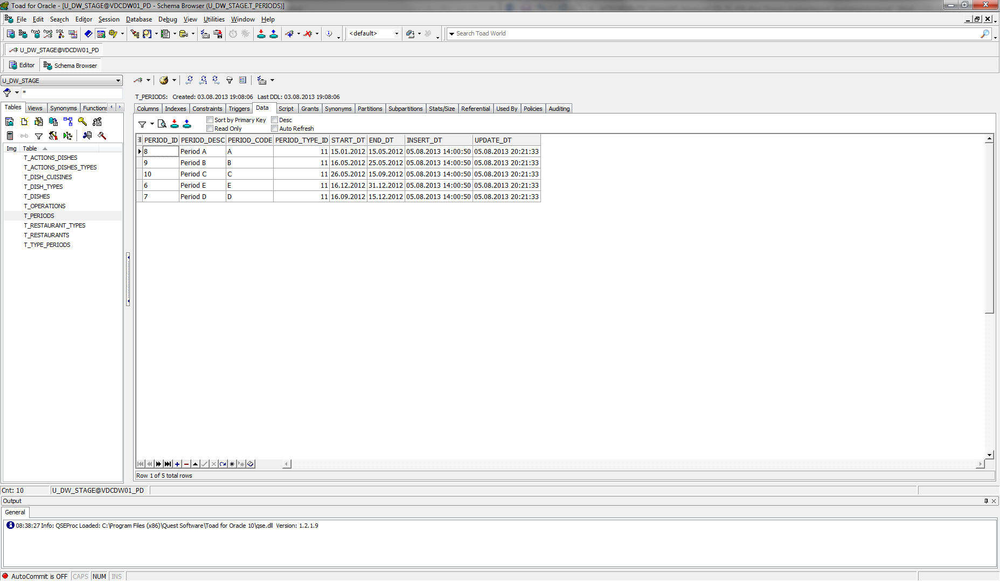 Toad for Oracle - [U_DW_STAGE@VDCDW01_PD - Schema Browser (U_DW_STAGE.T_PERIODS)]
File Edit Search Editor Session Database Debug View Utilities Window Help
SQL <default> Search Toad World
U_DW_STAGE@VDCDW01_PD
Editor Schema Browser
U_DW_STAGE
*
T_PERIODS: Created: 03.08.2013 19:08:06 Last DDL: 03.08.2013 19:08:06
Tables Views Synonyms Functions
Columns Indexes Constraints Triggers Data Script Grants Synonyms Partitions Subpartitions Stats/Size Referential Used By Policies Auditing
Sort by Primary Key Desc
Read Only Auto Refresh
a=b
Img Table
T_ACTIONS_DISHES
T_ACTIONS_DISHES_TYPES
T_DISH_CUISINES
T_DISH_TYPES
T_DISHES
T_OPERATIONS
T_PERIODS
T_RESTAURANT_TYPES
T_RESTAURANTS
T_TYPE_PERIODS
PERIOD_ID PERIOD_DESC PERIOD_CODE PERIOD_TYPE_ID START_DT END_DT INSERT_DT UPDATE_DT
8 Period A A 11 15.01.2012 15.05.2012 05.08.2013 14:00:50 05.08.2013 20:21:33
9 Period B B 11 16.05.2012 25.05.2012 05.08.2013 14:00:50 05.08.2013 20:21:33
10 Period C C 11 26.05.2012 15.09.2012 05.08.2013 14:00:50 05.08.2013 20:21:33
6 Period E E 11 16.12.2012 31.12.2012 05.08.2013 14:00:50 05.08.2013 20:21:33
7 Period D D 11 16.09.2012 15.12.2012 05.08.2013 14:00:50 05.08.2013 20:21:33
Row 1 of 5 total rows
Cnt: 10 U_DW_STAGE@VDCDW01_PD
Output
General
08:38:27 Info: QSEProc Loaded: C:\Program Files (x86)\Quest Software\Toad for Oracle 10\qse.dll Version: 1.2.1.9
AutoCommit is OFF CAPS NUM INS